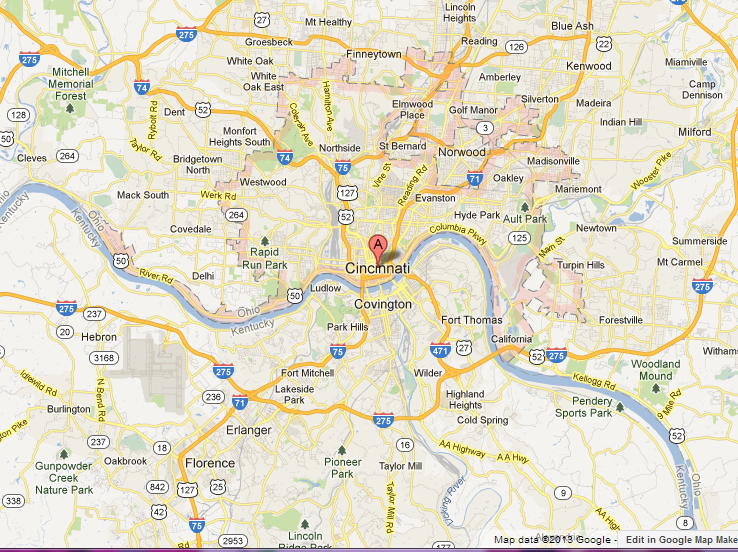 27
Mt Healthy
Lincoln
Heights
275
Groesbeck
Reading
Blue Ash
275
126
22
White Oak
Finneytown
Kenwood
Miamiville
Mitchell
Memorial
Forest
74
White
Oak East
Amberley
Camp
Dennison
Rybolt Rd
Dent
52
Colerain Ave
Hamilton Ave
Elmwood
Place
Golf Manor
Silverton
Madeira
128
Monfort
Heights South
Northside
3
Indian Hill
Milford
Taylor Rd
St Bernard
Norwood
Cleves
264
Bridgetown
North
74
75
Madisonville
Vine St
Reading Rd
71
Oakley
Westwood
Wooster Pike
Mack South
Werk Rd
127
Evanston
Mariemont
Ohio
Kentucky
264
52
Hyde Park
Ault Park
Newtown
Covedale
Columbia Pkwy
125
Main St
Summerside
50
Rapid
Run Park
A
Cincinnati
Turpin Hills
Mt Carmel
River Rd
Delhi
Ludlow
50
Covington
275
275
237
Ohio
Kentucky
Park Hills
Fort Thomas
Forestville
20
Hebron
California
3168
75
471
27
52
275
Withams
Idlewild Rd
N Bend Rd
275
Fort Mitchell
Wilder
Kellogg Rd
Woodland
Mound
236
71
Lakeside
Park
Highland
Heights
Pendery
Sports Park
9 Mile Rd
Burlington
275
Cold Spring
237
Erlanger
52
18
16
AA Highway
AA Hwy
Oakbrook
Florence
Pioneer
Park
Taylor Mill
Gunpowder
Creek
Nature Park
Ohio
Kentucky
842
127
25
Taylor Mill Rd
9
338
42
75
Lincoln
Ridge Park
8
2953
Map data ©2013 Google - Edit in Google Map Make